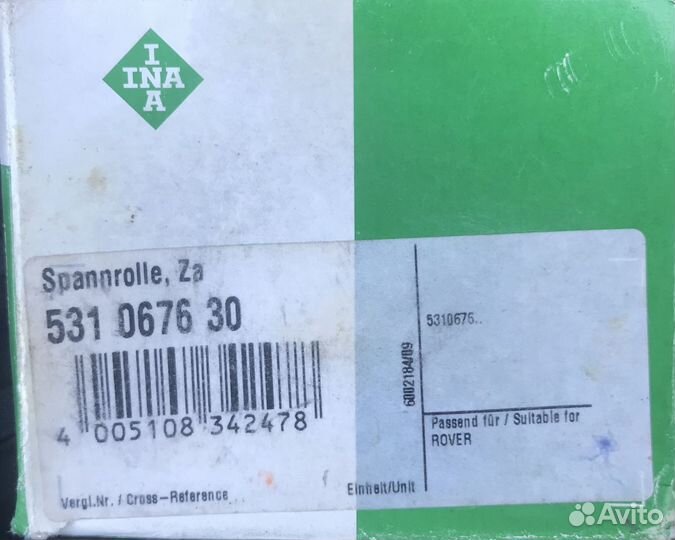 I
INA
A
Spannrolle, Za
531 0676 30
4 005108 342478
Vergl.Nr. / Cross-Reference
Einheit/Unit
6002184/09
5310676..
Passend für / Suitable for
ROVER
Avito